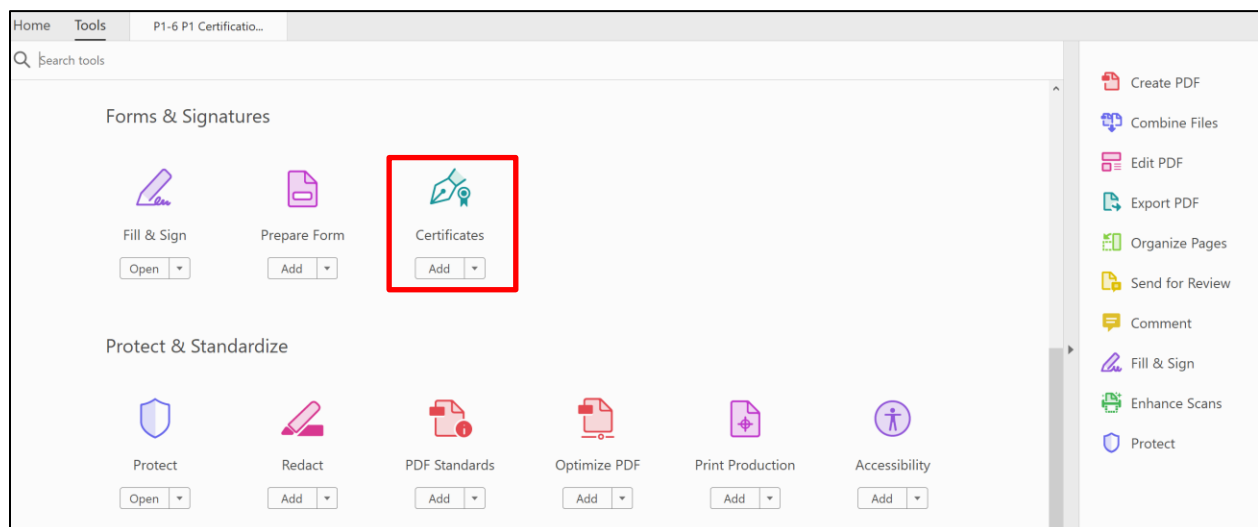 Home Tools P1-6 P1 Certificatio...
Search tools
Forms & Signatures
Fill & Sign Prepare Form Certificates
Open Add Add
Protect & Standardize
Protect Redact PDF Standards Optimize PDF Print Production Accessibility
Open Add Add Add Add Add
Create PDF
Combine Files
Edit PDF
Export PDF
Organize Pages
Send for Review
Comment
Fill & Sign
Enhance Scans
Protect